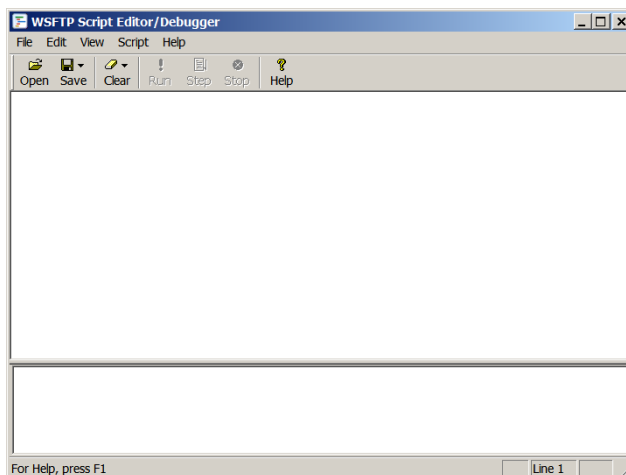 WSFTP Script Editor/Debugger
File Edit View Script Help
Open Save Clear Run Step Stop Help
For Help, press F1 Line 1